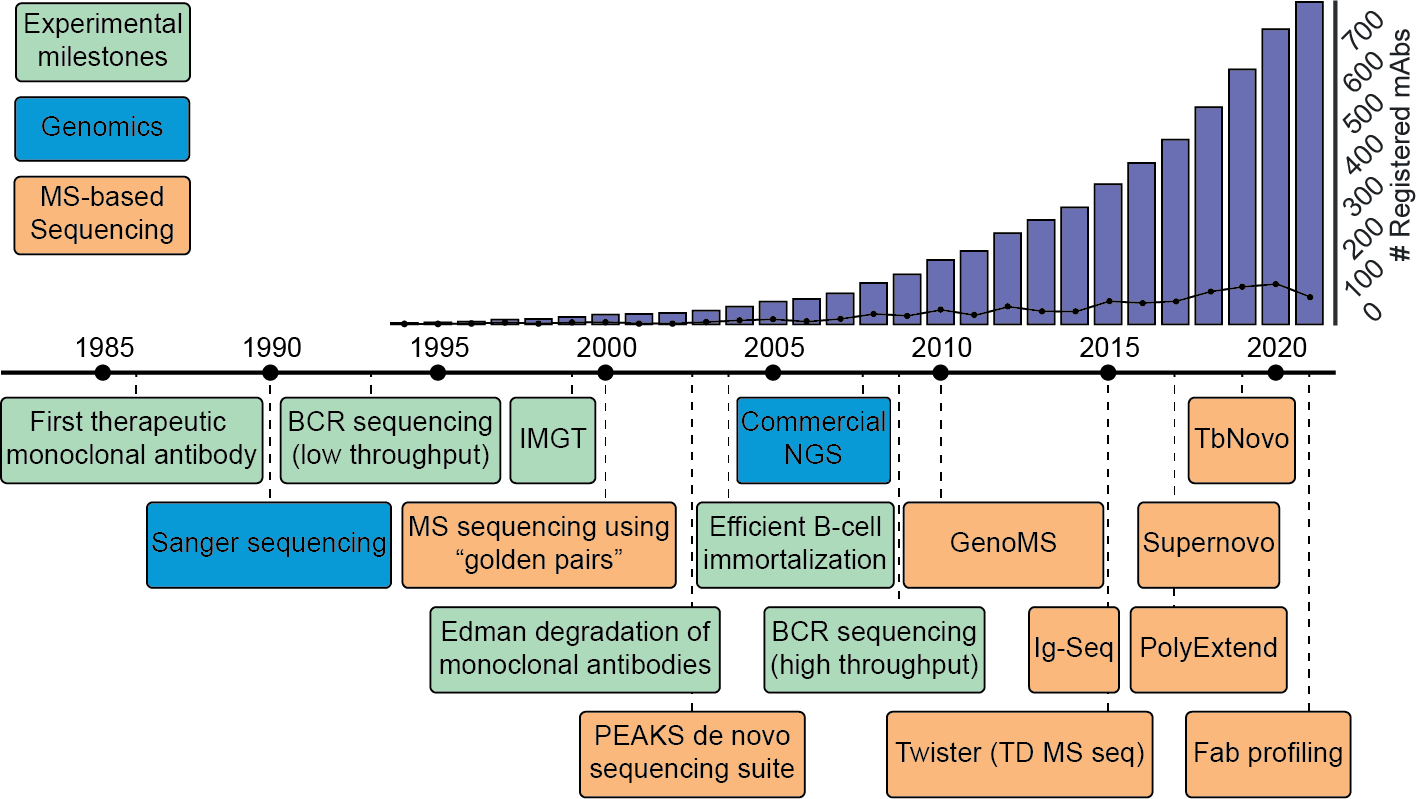 Experimental
milestones
Genomics
MS-based
Sequencing
700
600
500
400
300
200
100
0
# Registered mAbs
1985
1990
1995
2000
2005
2010
2015
2020
First therapeutic
monoclonal antibody
BCR sequencing
(low throughput)
IMGT
Commercial
NGS
TbNovo
Sanger sequencing
MS sequencing using
“golden pairs”
Efficient B-cell
immortalization
GenoMS
Supernovo
Edman degradation of
monoclonal antibodies
BCR sequencing
(high throughput)
Ig-Seq
PolyExtend
PEAKS de novo
sequencing suite
Twister (TD MS seq)
Fab profiling